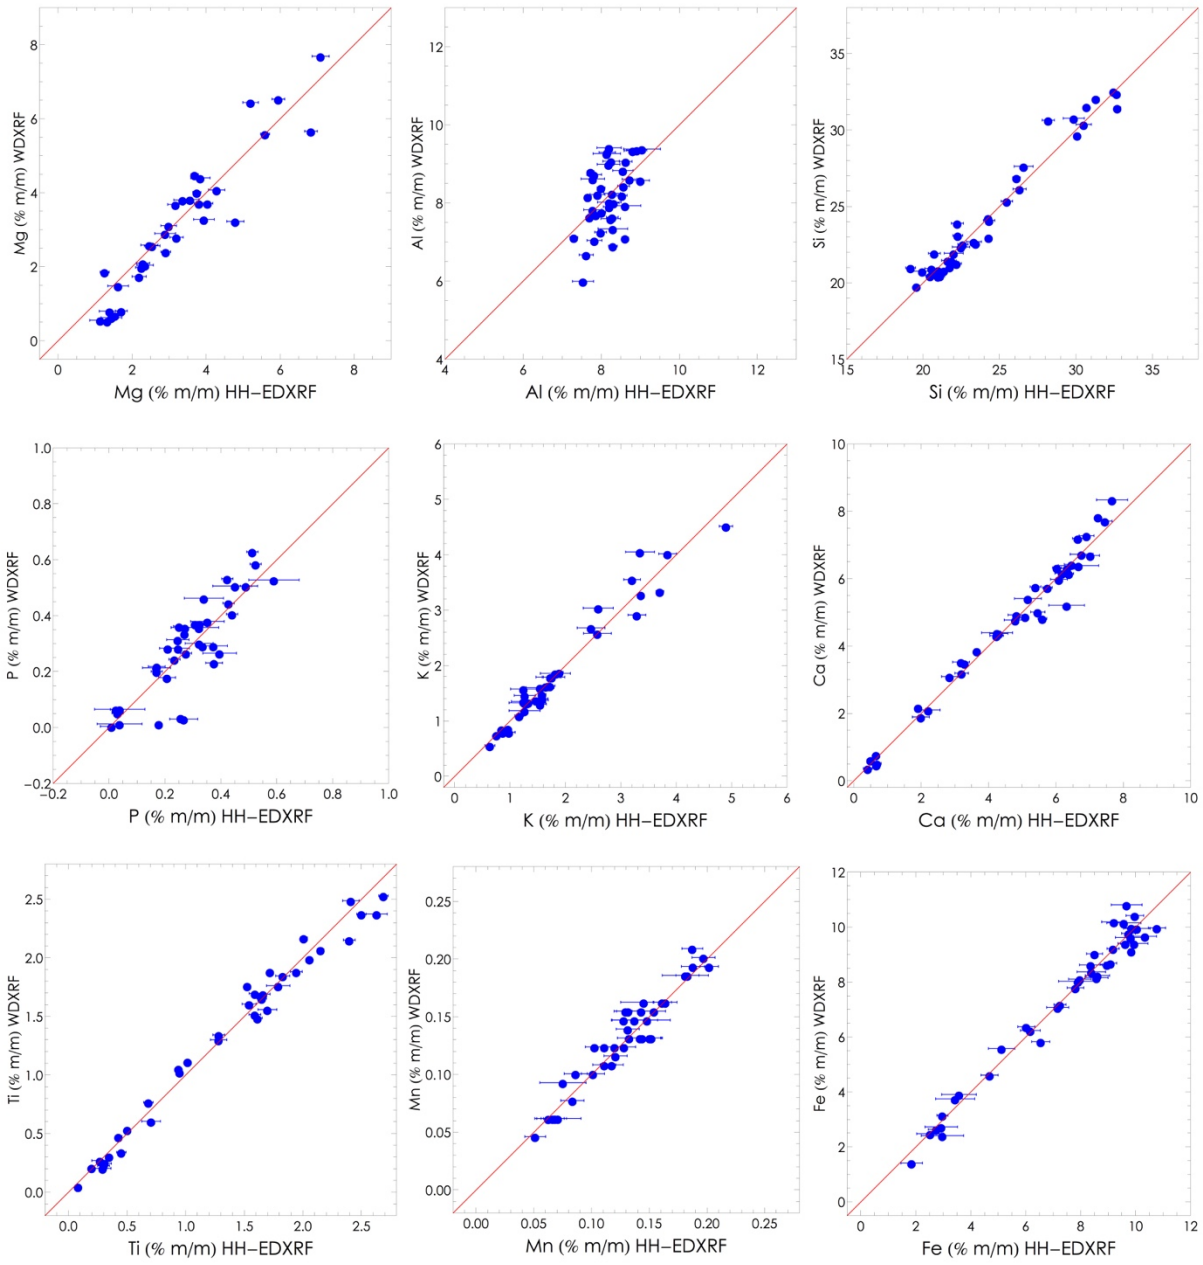 Mg (% m/m) WDXRF
8
6
4
2
0
0 2 4 6 8
Mg (% m/m) HH−EDXRF
Al (% m/m) WDXRF
12
10
8
6
4
4 6 8 10 12
Al (% m/m) HH−EDXRF
Si (% m/m) WDXRF
35
30
25
20
15
15 20 25 30 35
Si (% m/m) HH−EDXRF
P (% m/m) WDXRF
1.0
0.8
0.6
0.4
0.2
0.0
−0.2
−0.2 0.0 0.2 0.4 0.6 0.8 1.0
P (% m/m) HH−EDXRF
K (% m/m) WDXRF
6
5
4
3
2
1
0
0 1 2 3 4 5 6
K (% m/m) HH−EDXRF
Ca (% m/m) WDXRF
10
8
6
4
2
0
0 2 4 6 8 10
Ca (% m/m) HH−EDXRF
Ti (% m/m) WDXRF
2.5
2.0
1.5
1.0
0.5
0.0
0.0 0.5 1.0 1.5 2.0 2.5
Ti (% m/m) HH−EDXRF
Mn (% m/m) WDXRF
0.25
0.20
0.15
0.10
0.05
0.00
0.00 0.05 0.10 0.15 0.20 0.25
Mn (% m/m) HH−EDXRF
Fe (% m/m) WDXRF
12
10
8
6
4
2
0
0 2 4 6 8 10 12
Fe (% m/m) HH−EDXRF